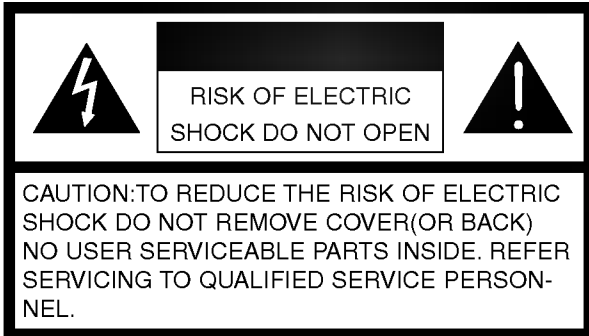 RISK OF ELECTRIC
SHOCK DO NOT OPEN
CAUTION:TO REDUCE THE RISK OF ELECTRIC
SHOCK DO NOT REMOVE COVER(OR BACK)
NO USER SERVICEABLE PARTS INSIDE. REFER
SERVICING TO QUALIFIED SERVICE PERSON-
NEL.